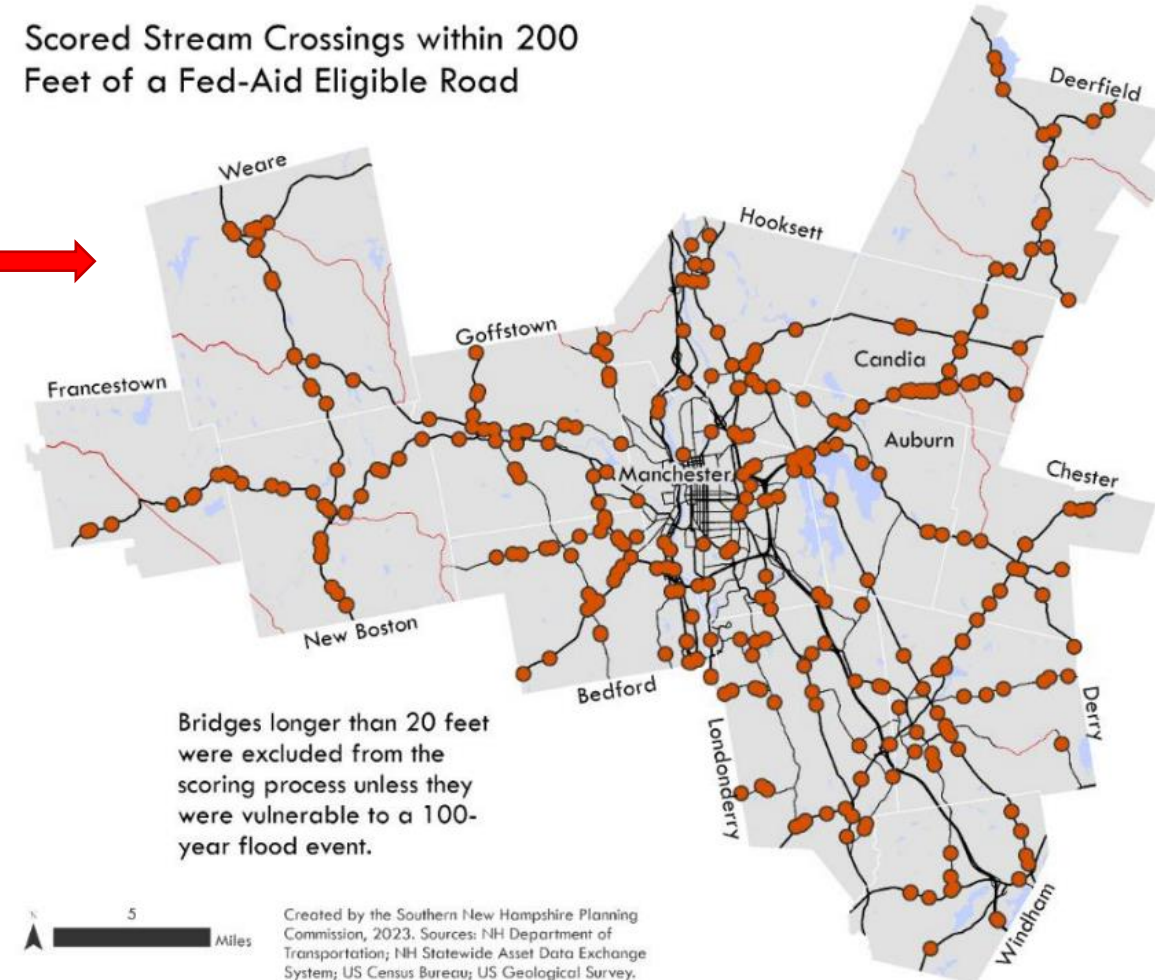 Scored Stream Crossings within 200
Feet of a Fed-Aid Eligible Road
Deerfield
Weare
Hooksett
Goffstown
Candia
Francestown
Auburn
Manchester
Chester
New Boston
Bedford
Derry
Londonderry
Windham
Bridges longer than 20 feet
were excluded from the
scoring process unless they
were vulnerable to a 100-
year flood event.
N
5
Miles
Created by the Southern New Hampshire Planning
Commission, 2023. Sources: NH Department of
Transportation; NH Statewide Asset Data Exchange
System; US Census Bureau; US Geological Survey.